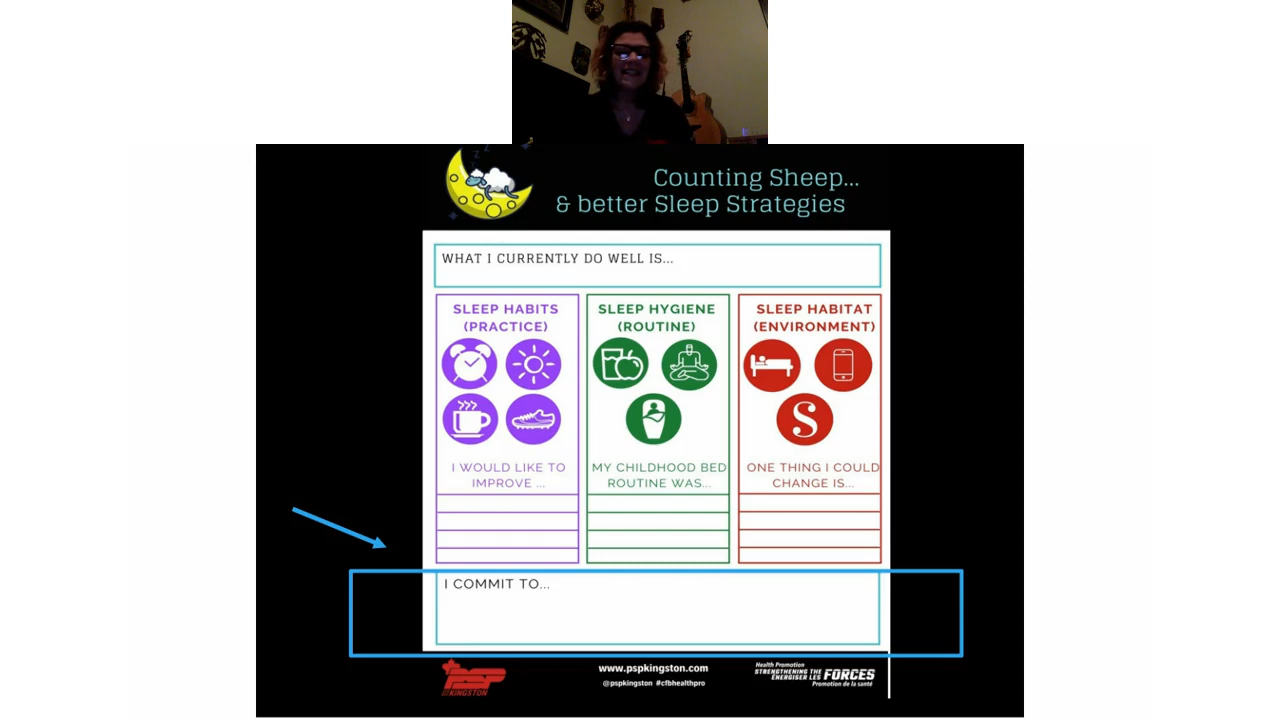 Counting Sheep...
& better Sleep Strategies
WHAT I CURRENTLY DO WELL IS...
SLEEP HABITS
(PRACTICE)
I WOULD LIKE TO
IMPROVE ...
SLEEP HYGIENE
(ROUTINE)
MY CHILDHOOD BED
ROUTINE WAS...
SLEEP HABITAT
(ENVIRONMENT)
S
ONE THING I COULD
CHANGE IS...
I COMMIT TO...
PSP
KINGSTON
www.pspkingston.com
@pspkingston #cfbhealthpro
Health Promotion
STRENGTHENING THE
ENERGISER LES FORCES
Promotion de la santé